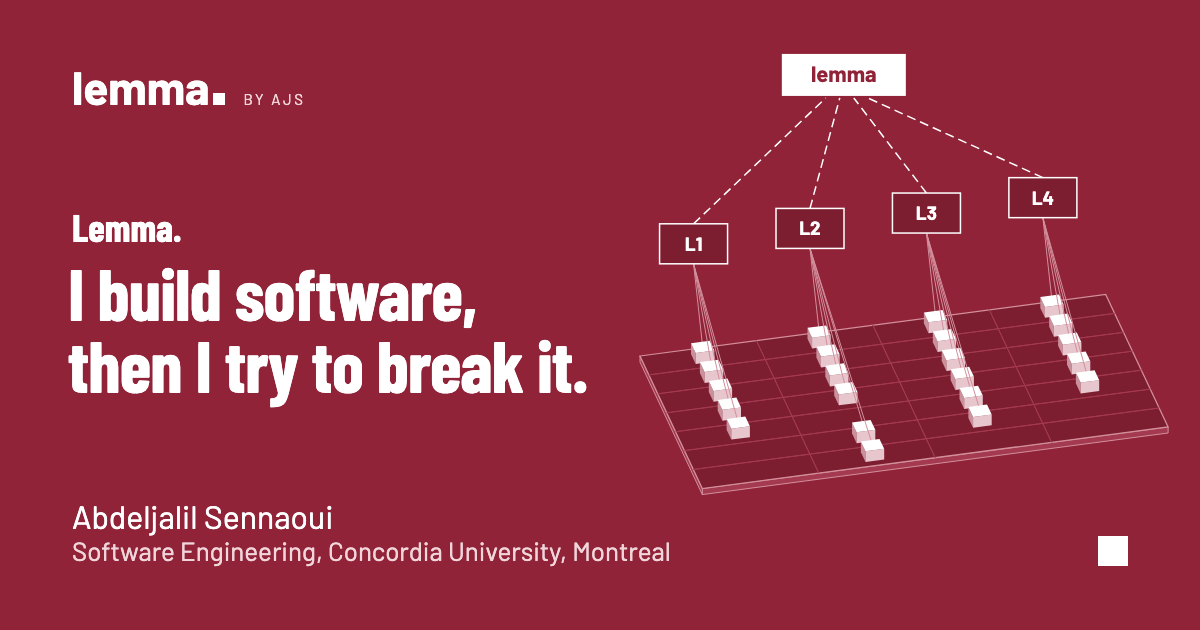 lemma. BY AJS
lemma
L1
L2
L3
L4
Lemma.
I build software,
then I try to break it.
Abdeljalil Sennaoui
Software Engineering, Concordia University, Montreal